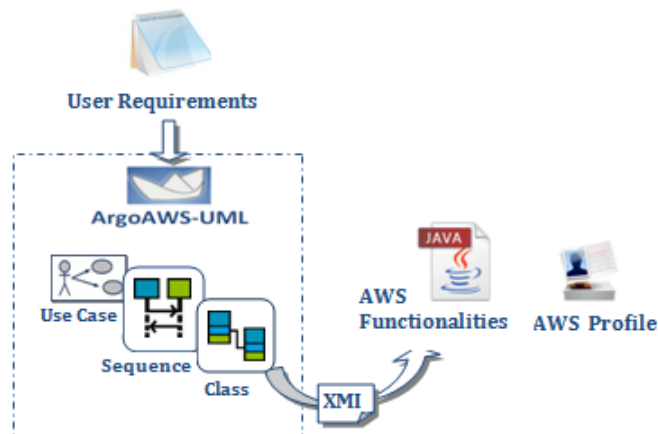 User Requirements
ArgoAWS-UML
Use Case
Sequence
Class
XMI
JAVA
AWS
Functionalities
AWS Profile